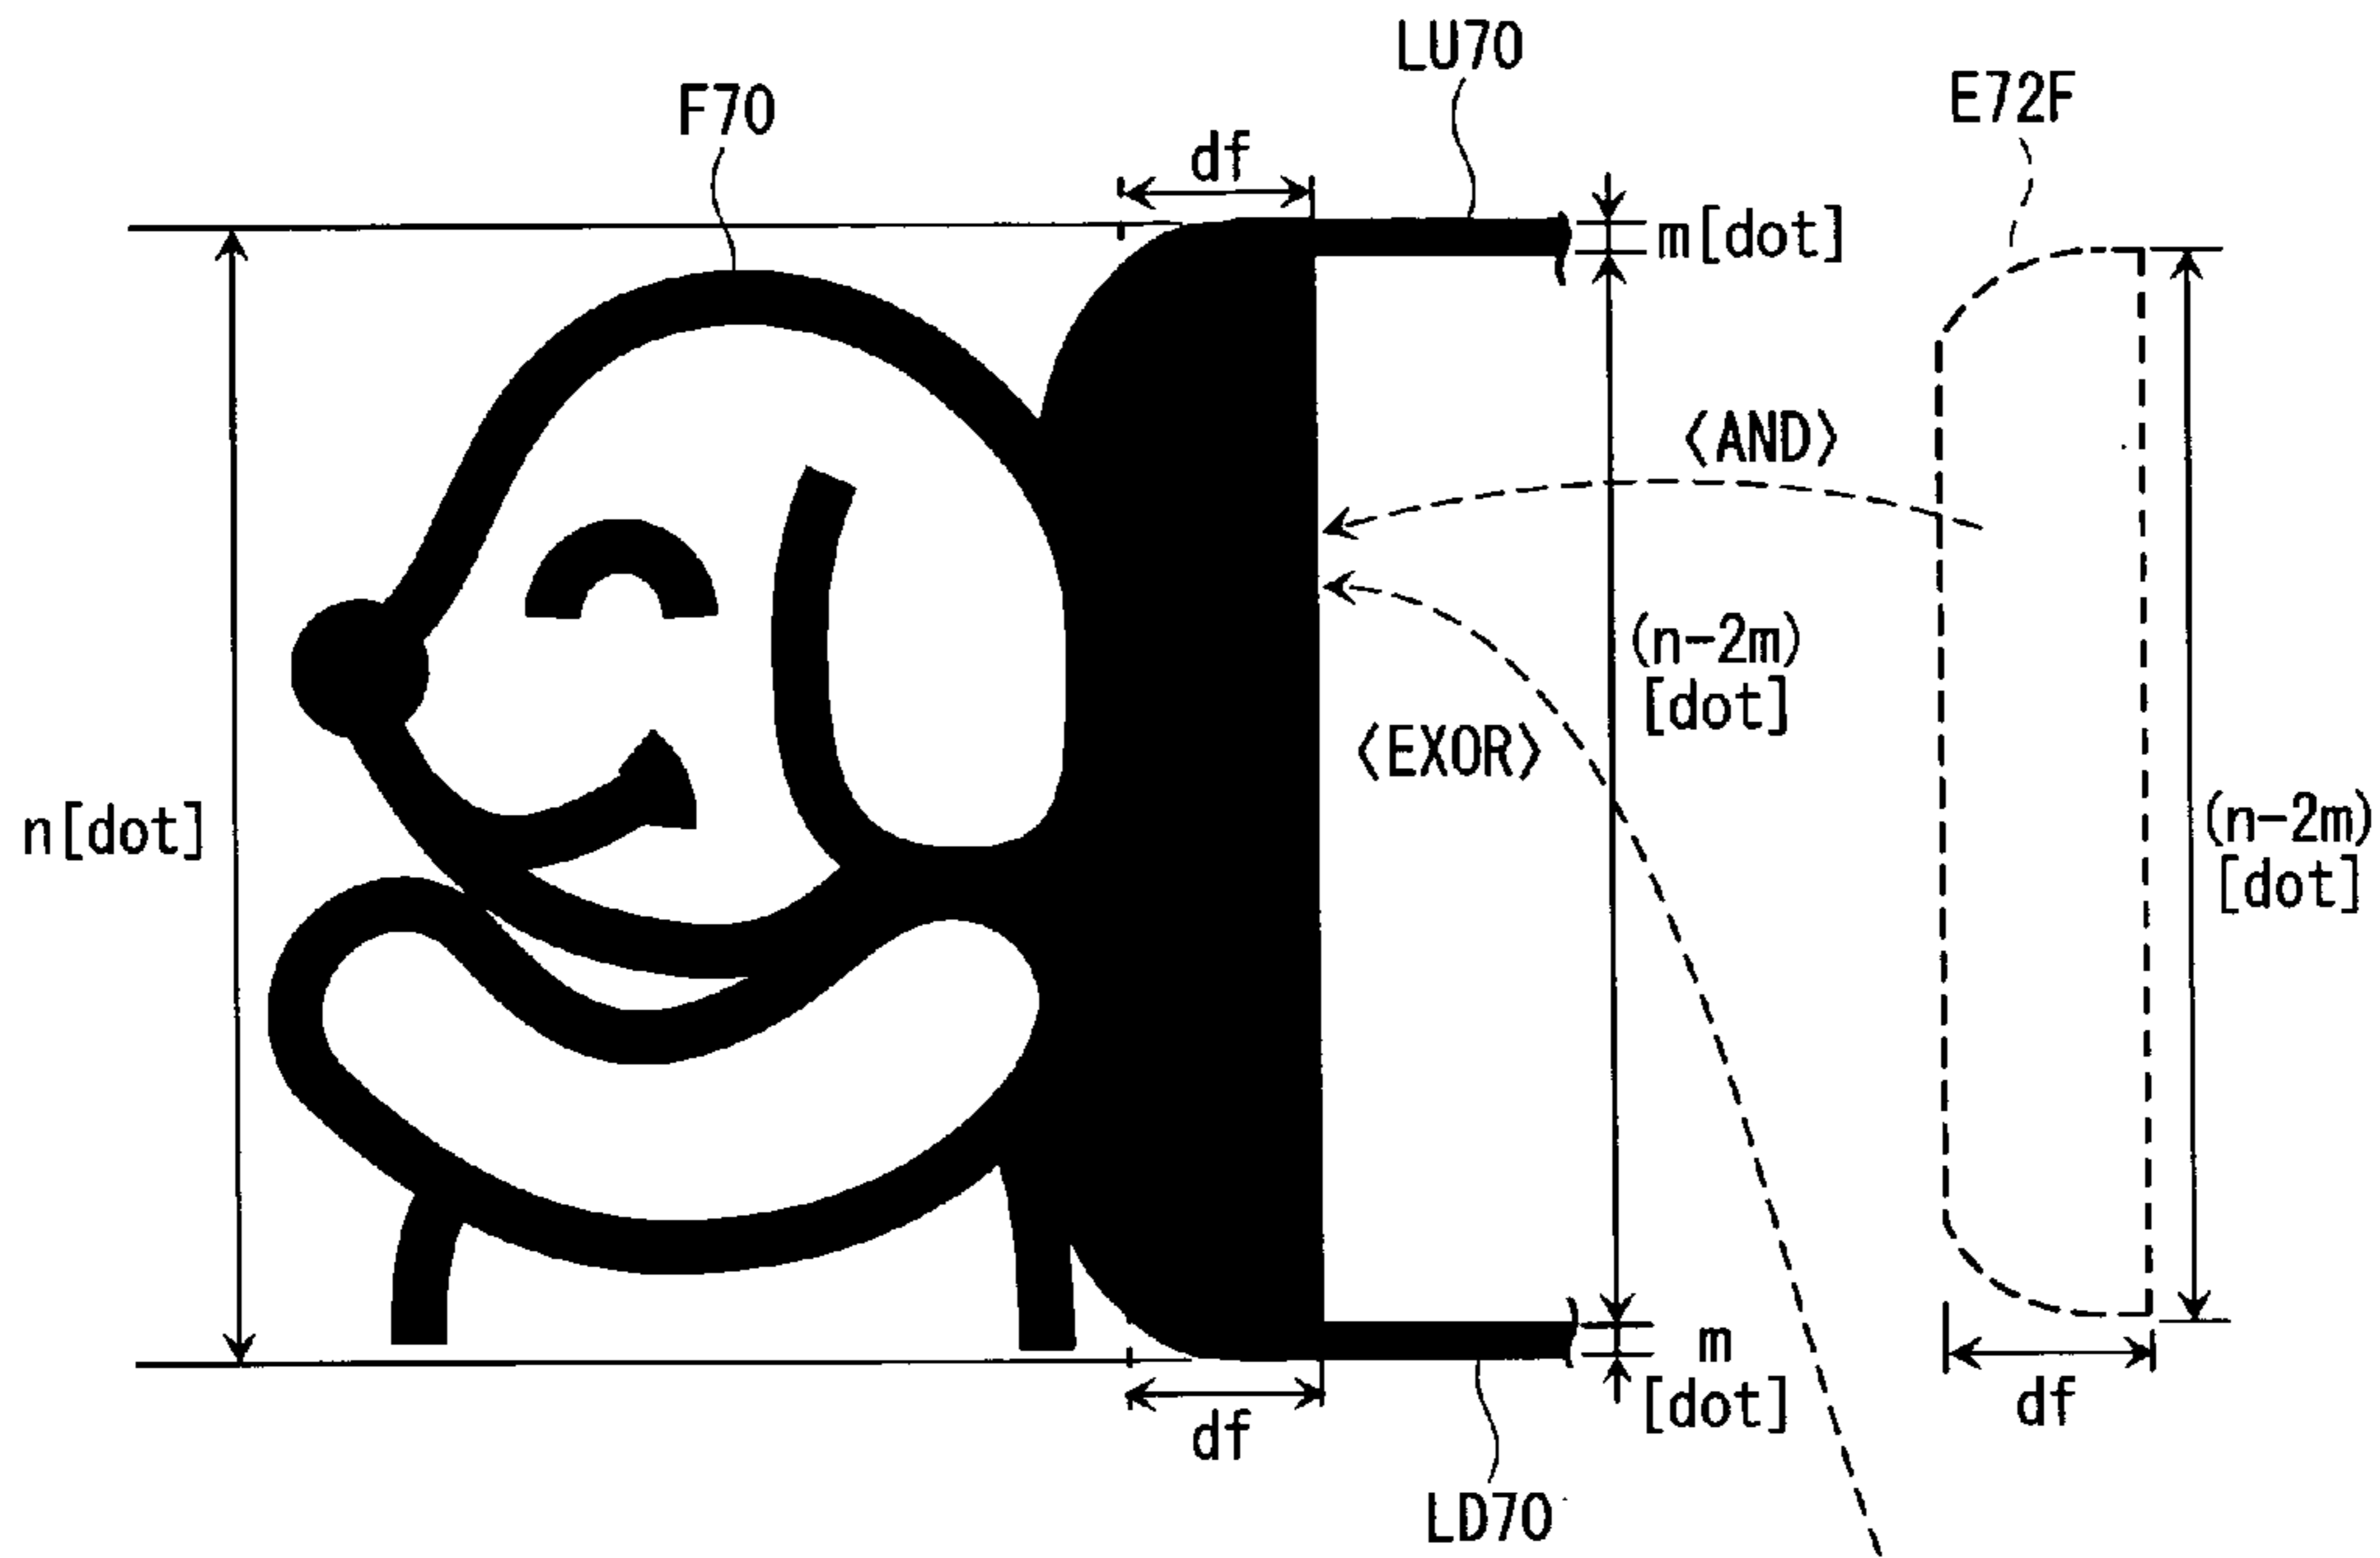 LU70
E72F
F70
df
m[dot]
〈AND〉
(n-2m)
[dot]
〈EXOR〉
n[dot]
(n-2m)
[dot]
m
[dot]
df
df
LD70